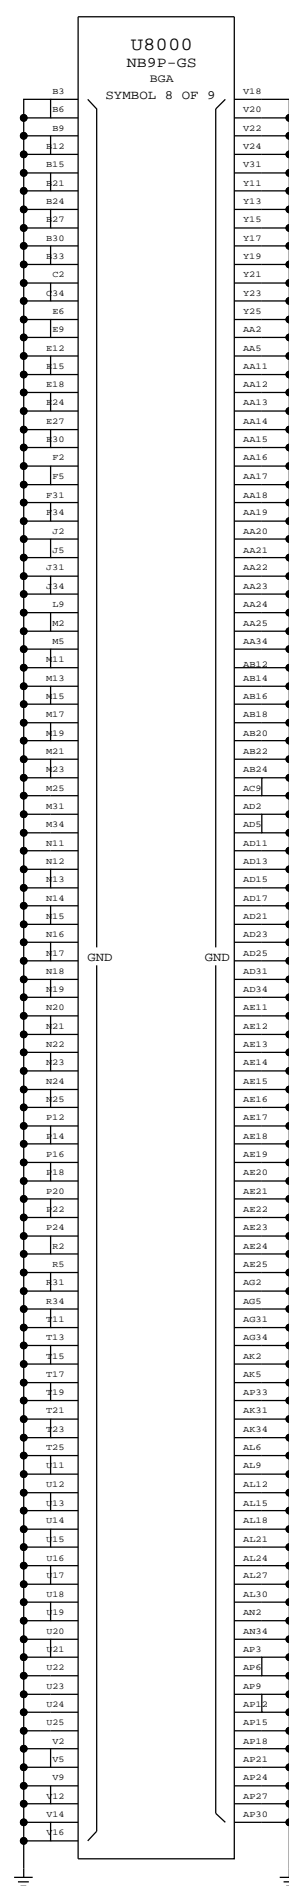 U8000
NB9P-GS
BGA
SYMBOL 8 OF 9
B3 V18
B6 V20
B9 V22
B12 V24
B15 V31
B21 Y11
B24 Y13
B27 Y15
B30 Y17
B33 Y19
C2 Y21
C34 Y23
E6 Y25
E9 AA2
E12 AA5
E15 AA11
E18 AA12
E24 AA13
E27 AA14
E30 AA15
F2 AA16
F5 AA17
F31 AA18
F34 AA19
J2 AA20
J5 AA21
J31 AA22
J34 AA23
L9 AA24
M2 AA25
M5 AA34
M11 AB12
M13 AB14
M15 AB16
M17 AB18
M19 AB20
M21 AB22
M23 AB24
M25 AC9
M31 AD2
M34 AD5
N11 AD11
N12 AD13
N13 AD15
N14 AD17
N15 AD21
N16 AD23
N17 GND GND AD25
N18 AD31
N19 AD34
N20 AE11
N21 AE12
N22 AE13
N23 AE14
N24 AE15
N25 AE16
P12 AE17
P14 AE18
P16 AE19
P18 AE20
P20 AE21
P22 AE22
P24 AE23
R2 AE24
R5 AE25
R31 AG2
R34 AG5
T11 AG31
T13 AG34
T15 AK2
T17 AK5
T19 AP33
T21 AK31
T23 AK34
T25 AL6
U11 AL9
U12 AL12
U13 AL15
U14 AL18
U15 AL21
U16 AL24
U17 AL27
U18 AL30
U19 AN2
U20 AN34
U21 AP3
U22 AP6
U23 AP9
U24 AP12
U25 AP15
V2 AP18
V5 AP21
V9 AP24
V12 AP27
V14 AP30
V16